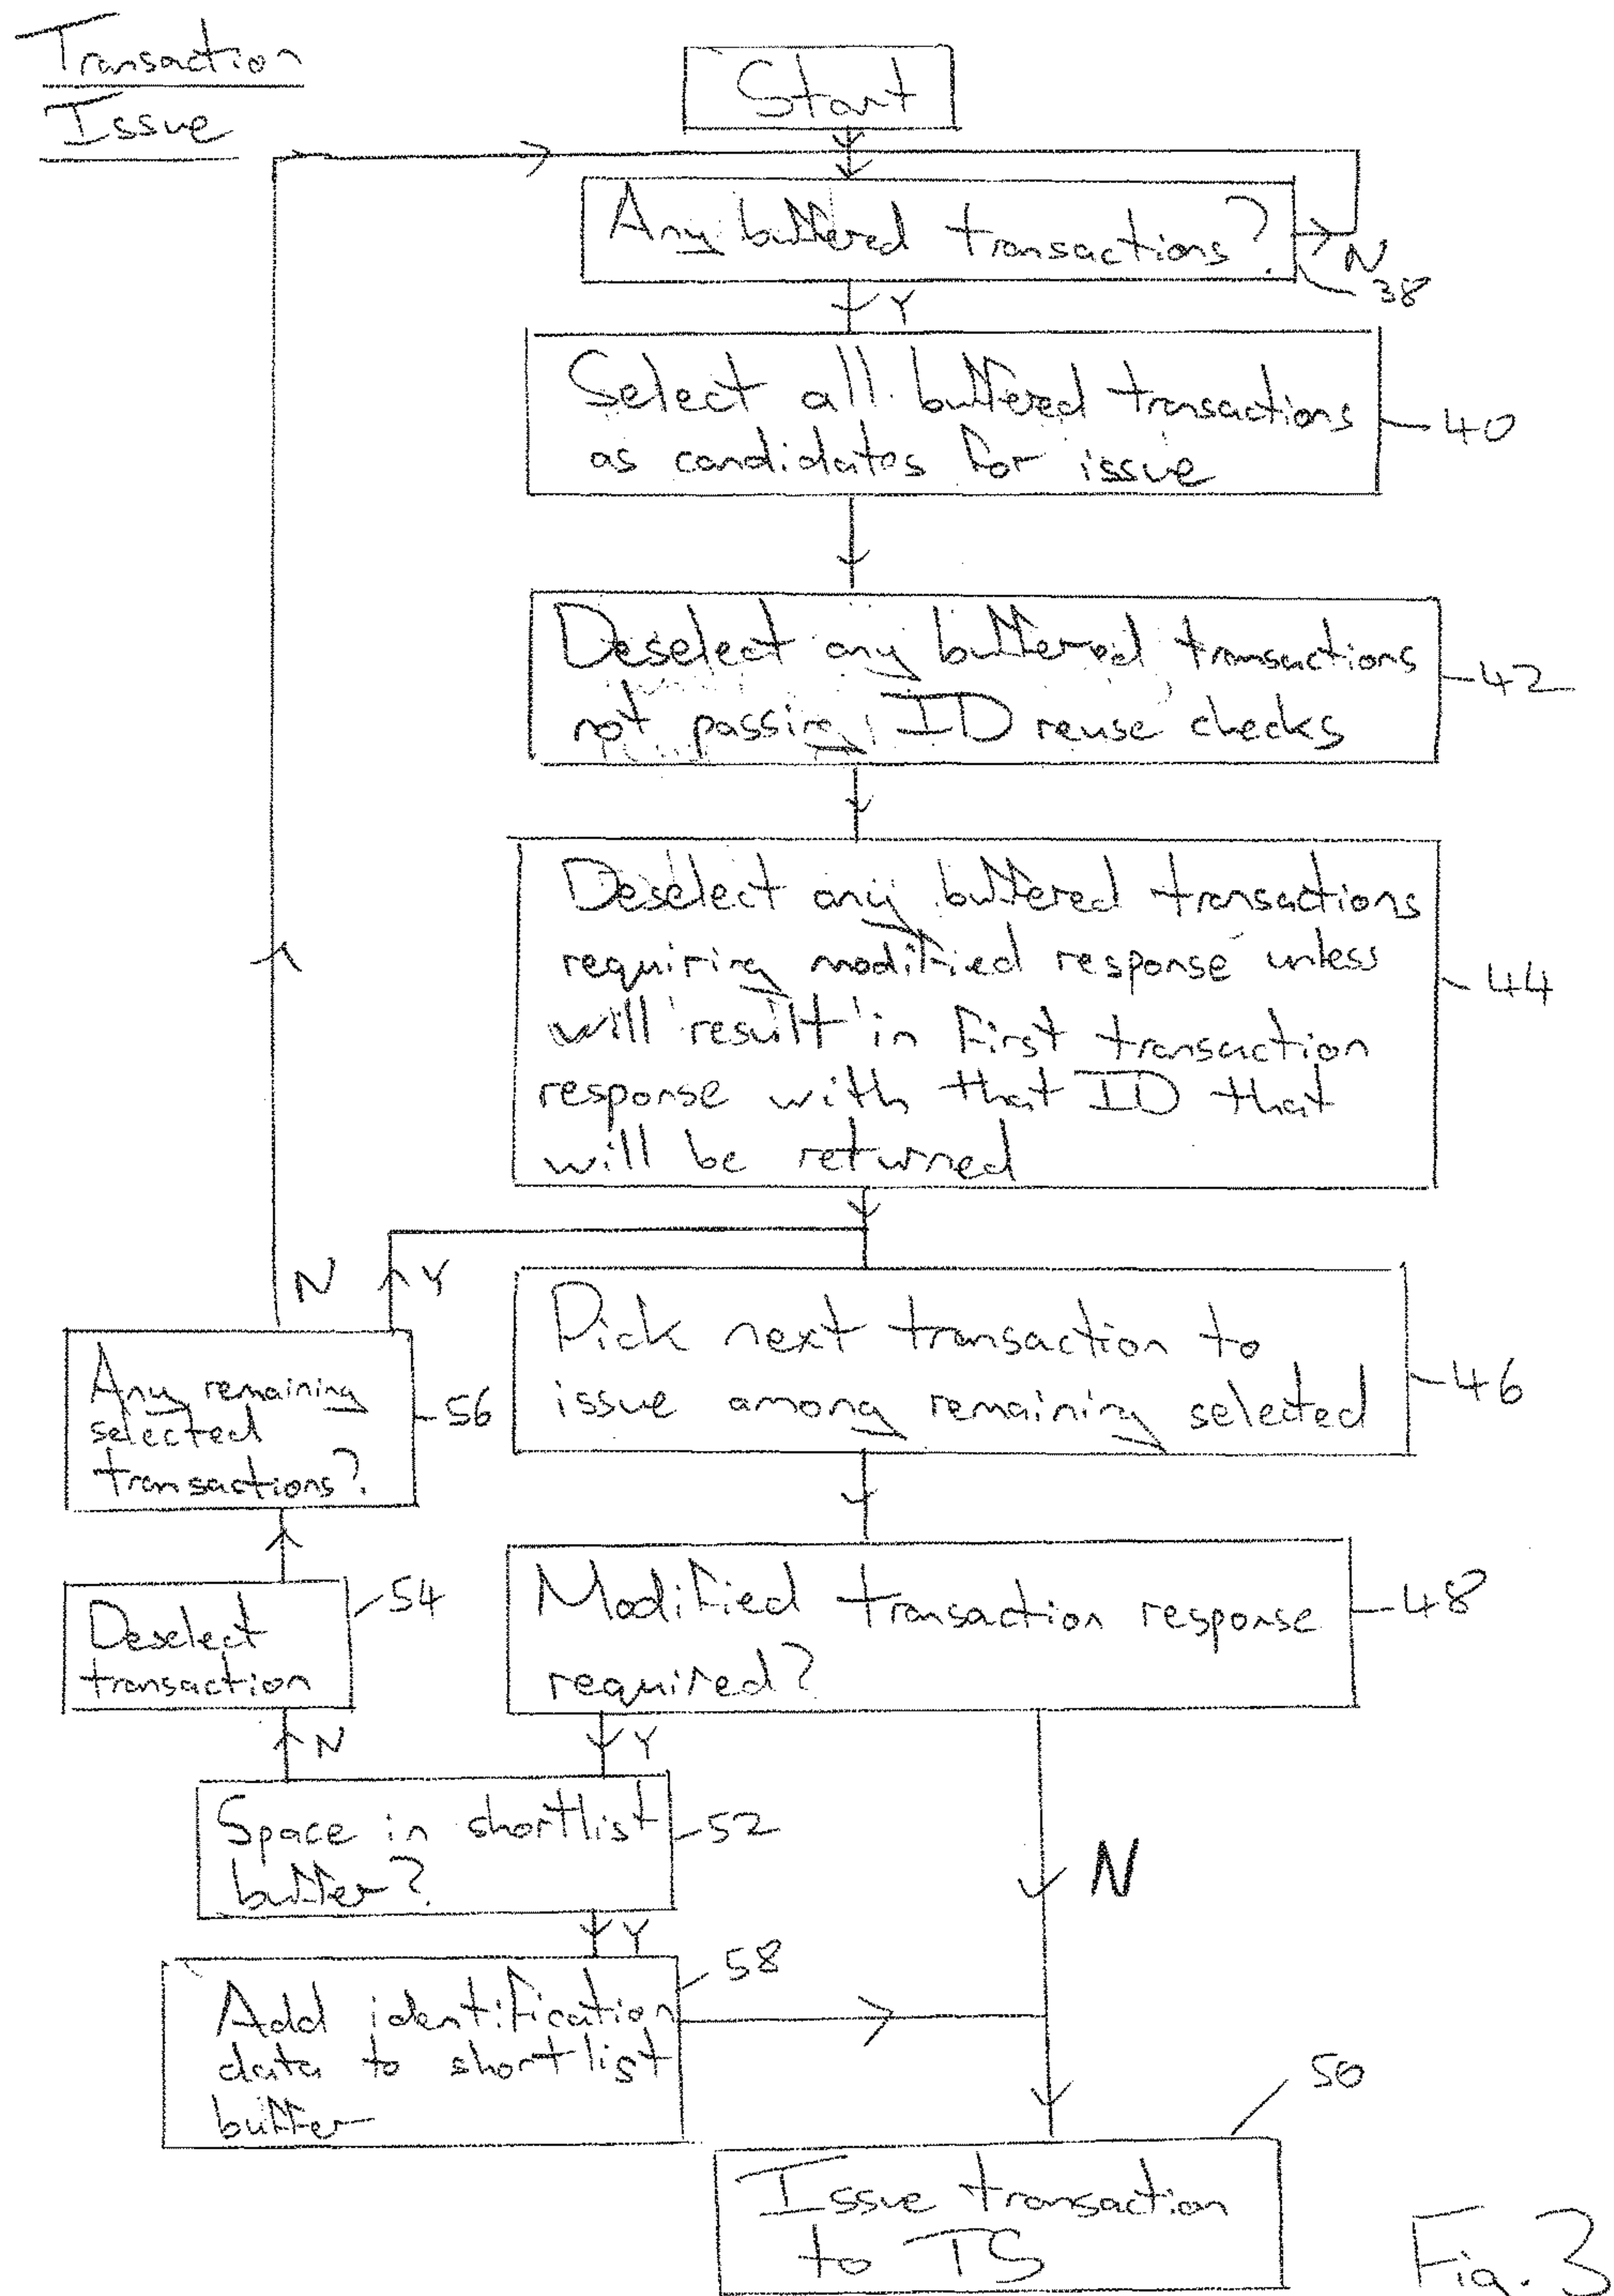 Transaction
Issue
Start
Any buffered transactions?
N
38
Y
Select all buffered transactions
as candidates for issue
40
Deselect any buffered transactions
not passing ID reuse checks
42
Deselect any buffered transactions
requiring modified response unless
will result in first transaction
response with that ID that
will be returned
44
N
Y
Pick next transaction to
issue among remaining selected
46
Any remaining
selected
transactions?
56
Modified transaction response
required?
48
Deselect
transaction
54
N
Y
Space in shortlist
buffer?
52
N
Y
Add identification
data to shortlist
buffer
58
50
Issue transaction
to TS
Fig. 3